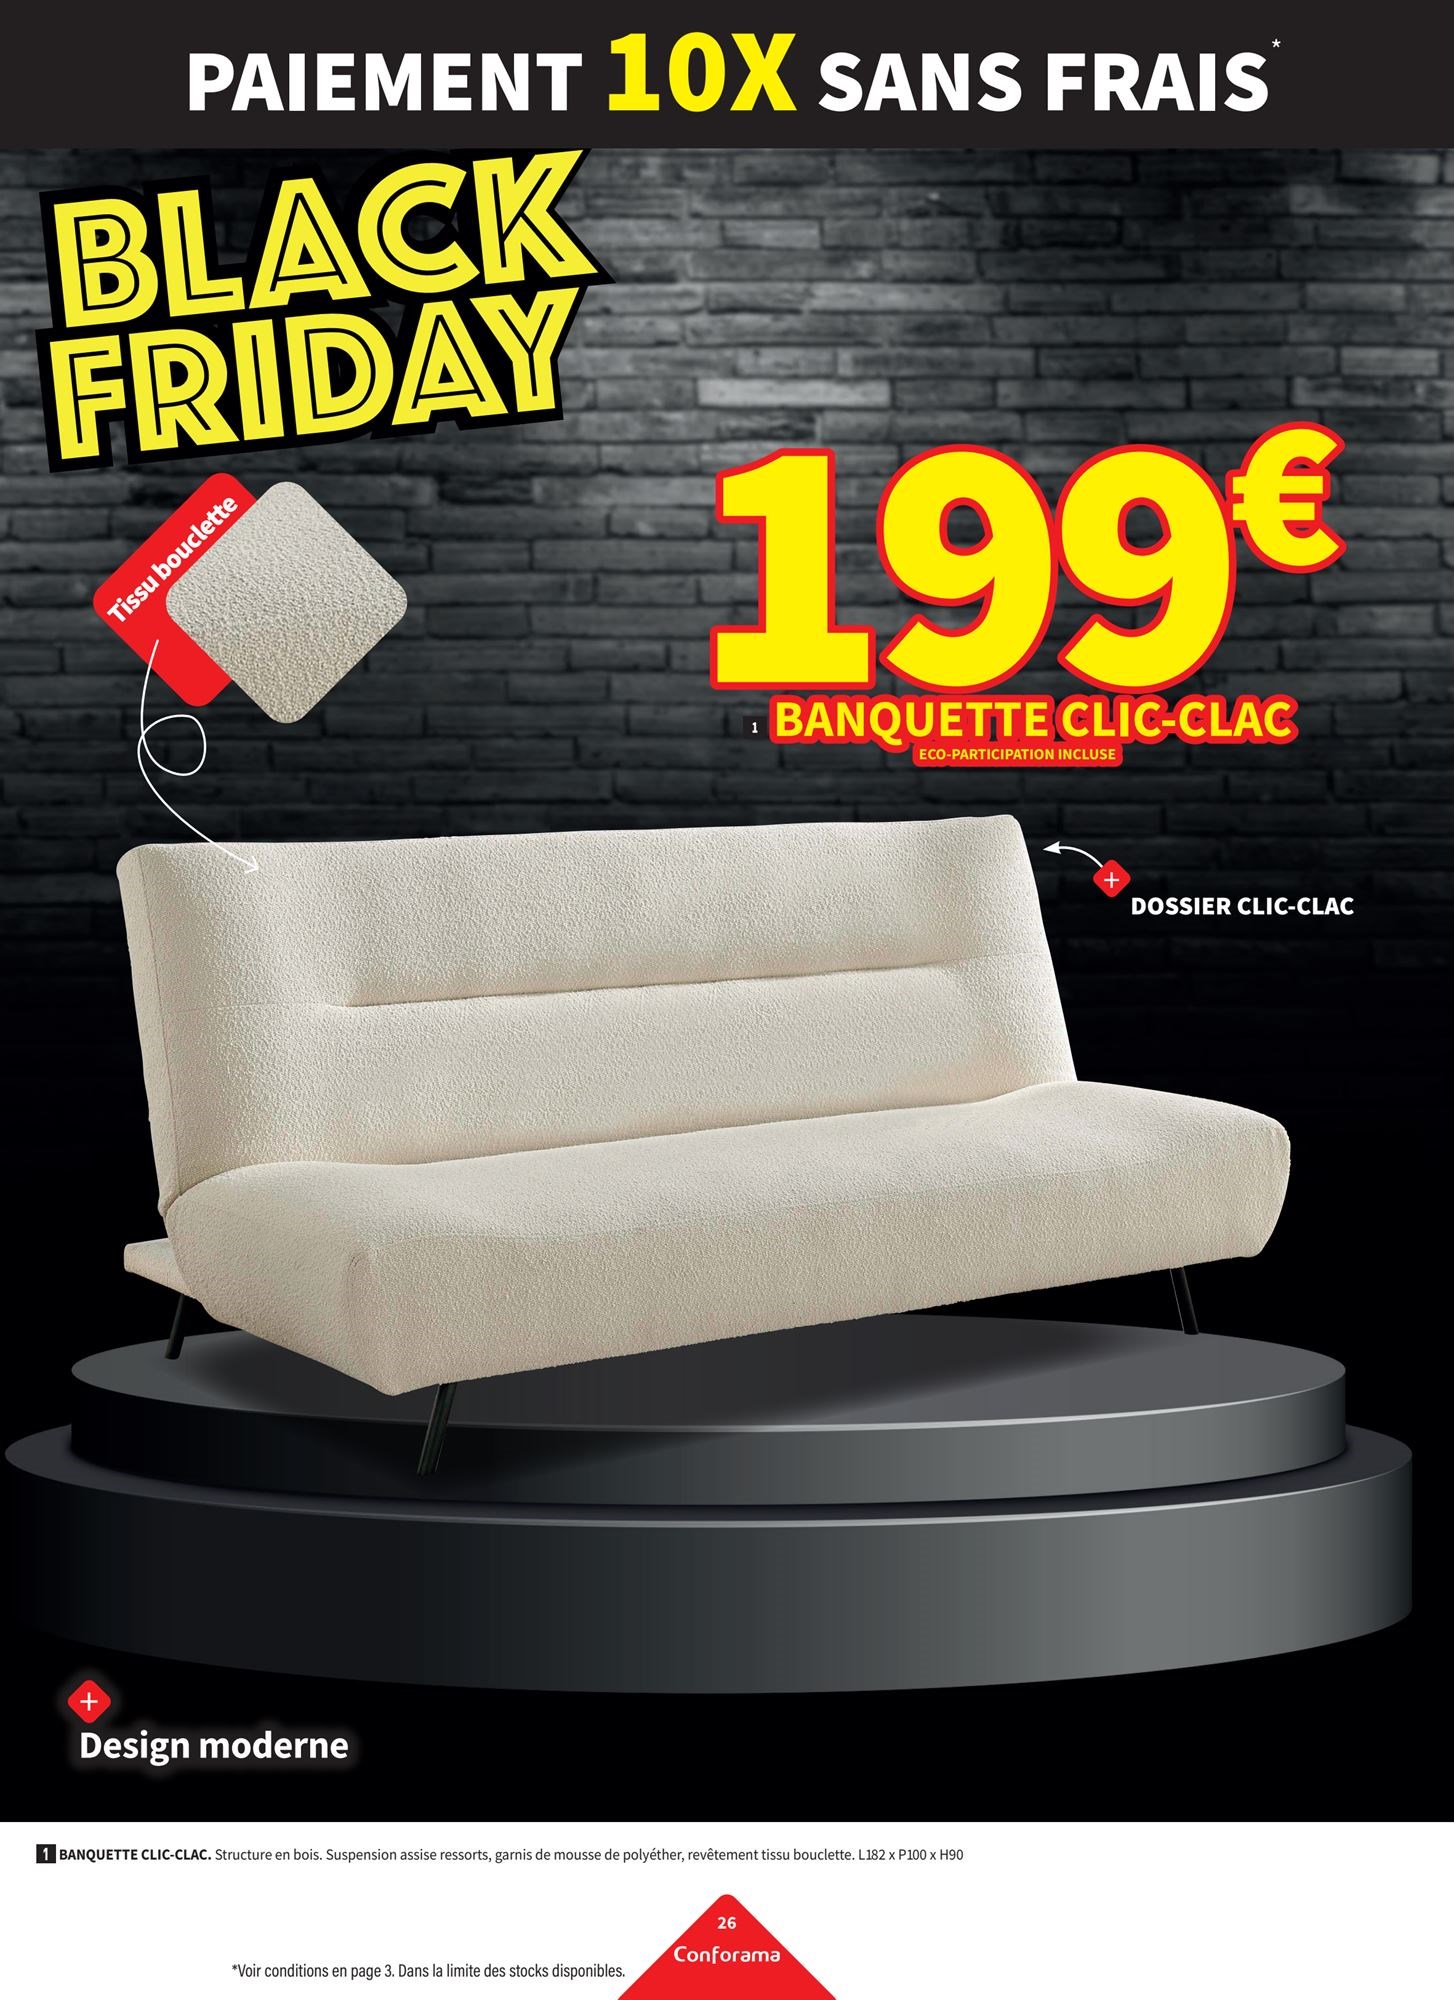 PAIEMENT 10X SANS FRAIS*
BLACK
FRIDAY
Tissu bouclette
199€
1 BANQUETTE CLIC-CLAC
ECO-PARTICIPATION INCLUSE
+
DOSSIER CLIC-CLAC
+
Design moderne
1 BANQUETTE CLIC-CLAC. Structure en bois. Suspension assise ressorts, garnis de mousse de polyéther, revêtement tissu bouclette. L182 x P100 x H90
26
Conforama
*Voir conditions en page 3. Dans la limite des stocks disponibles.